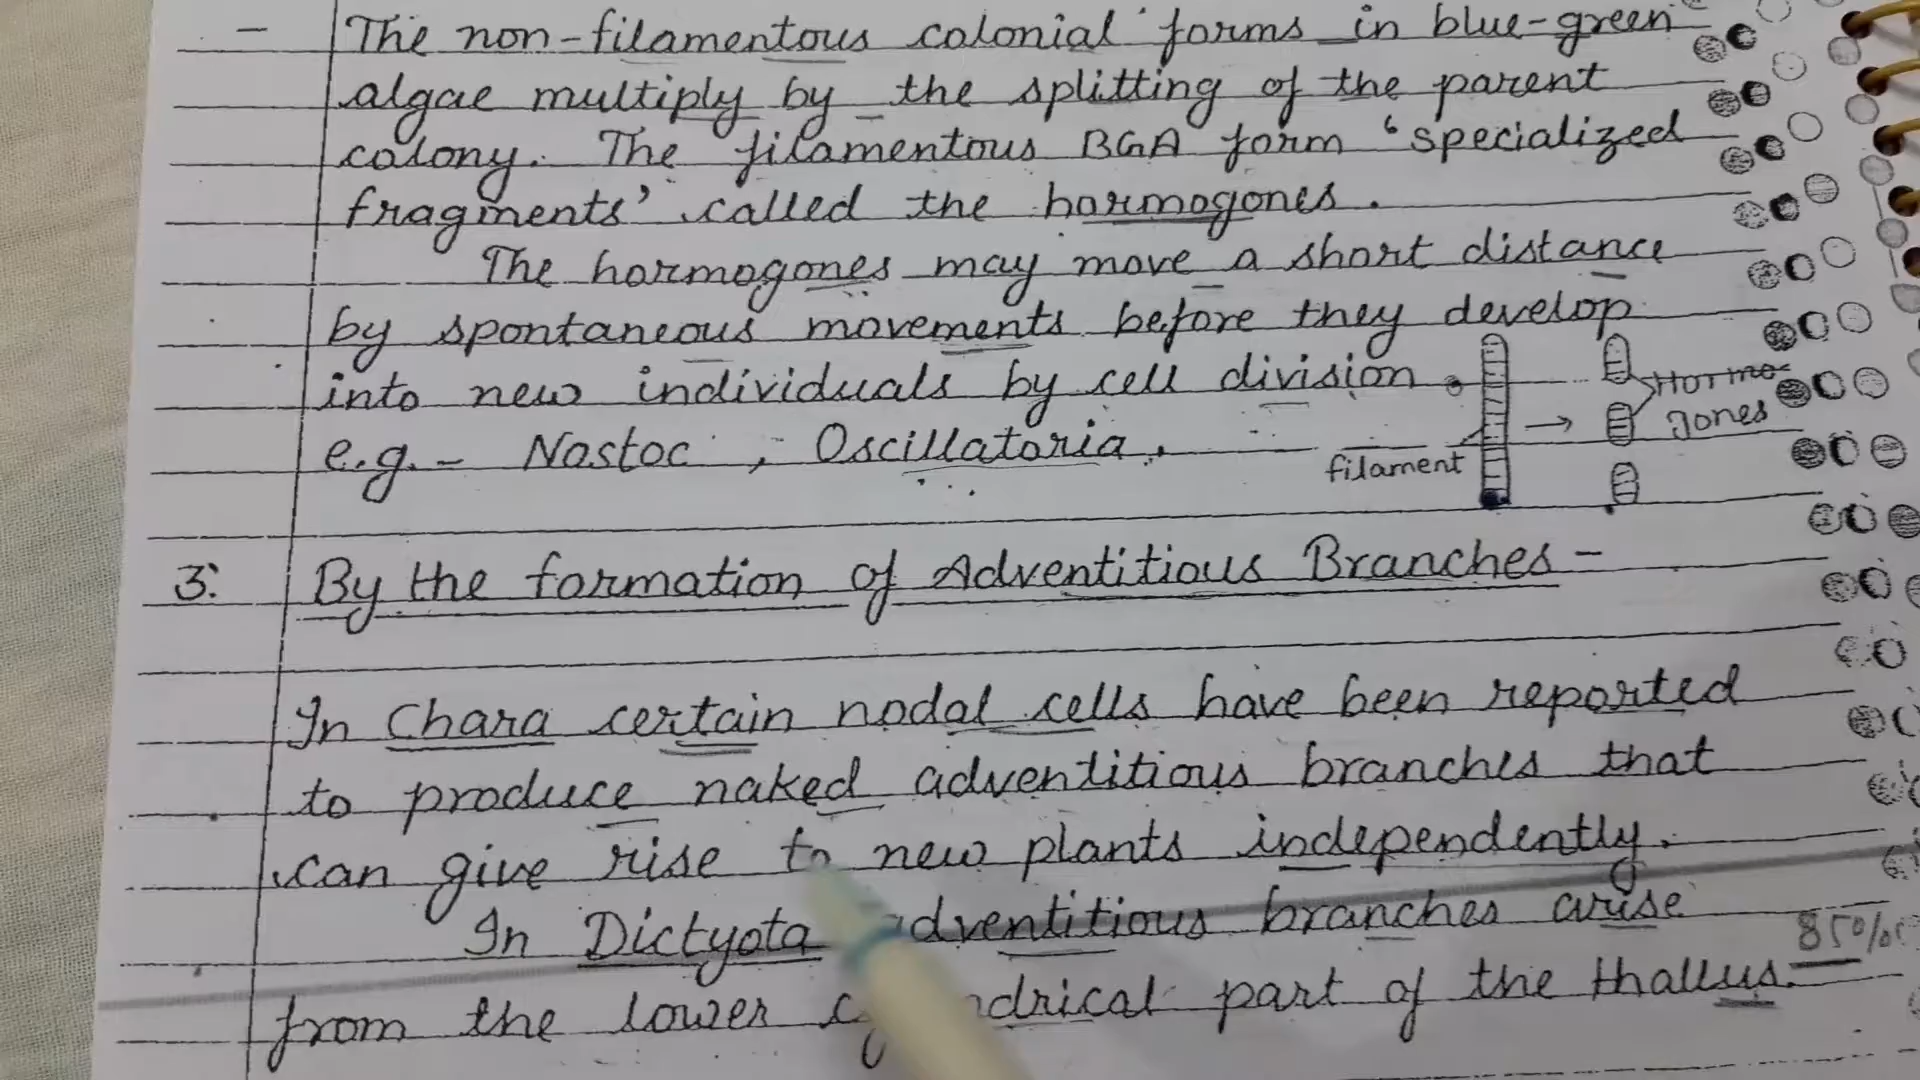 - The non-filamentous colonial forms in blue-green
algae multiply by the splitting of the parent
colony. The filamentous BGA form 'specialized
fragments' called the hormogones.
The hormogones may move a short distance
by spontaneous movements before they develop
into new individuals by cell division.
e.g.- Nostoc, Oscillatoria.
filament
Hormo-
gones
3. By the formation of Adventitious Branches -
In Chara certain nodal cells have been reported
to produce naked adventitious branches that
can give rise to new plants independently.
In Dictyota adventitious branches arise
85%
from the lower part of the thallus.